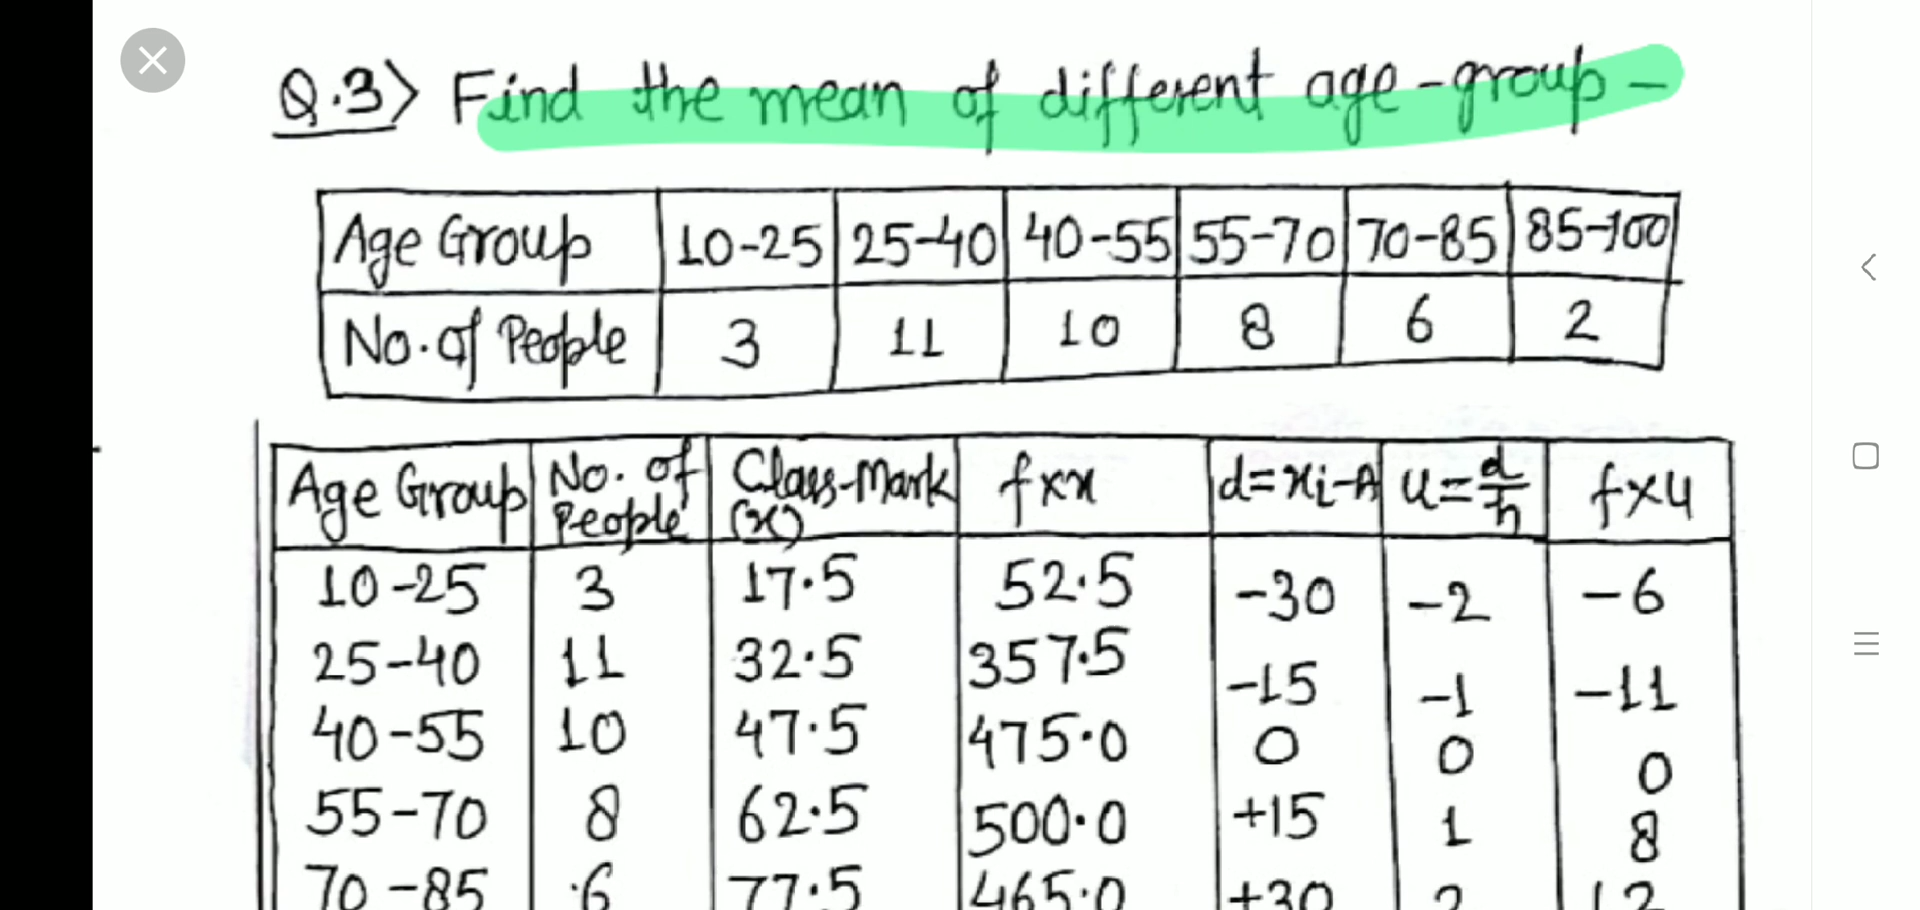 Q.3> Find the mean of different age-group-
Age Group 10-25 25-40 40-55 55-70 70-85 85-100
No. of People 3 11 10 8 6 2
Age Group No. of People Class-Mark (x) f×x d=xi-A u=d/h f×u
10-25 3 17.5 52.5 -30 -2 -6
25-40 11 32.5 357.5 -15 -1 -11
40-55 10 47.5 475.0 0 0 0
55-70 8 62.5 500.0 +15 1 8
70-85 6 77.5 465.0 +30 2 12